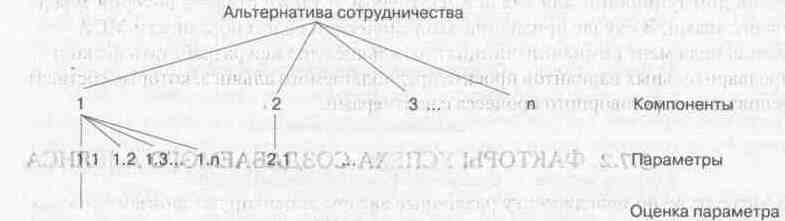 Альтернатива сотрудничества
1 2 3 ... n Компоненты
1.1 1.2 1.3... 1.n 2.1 ... Параметры
Оценка параметра